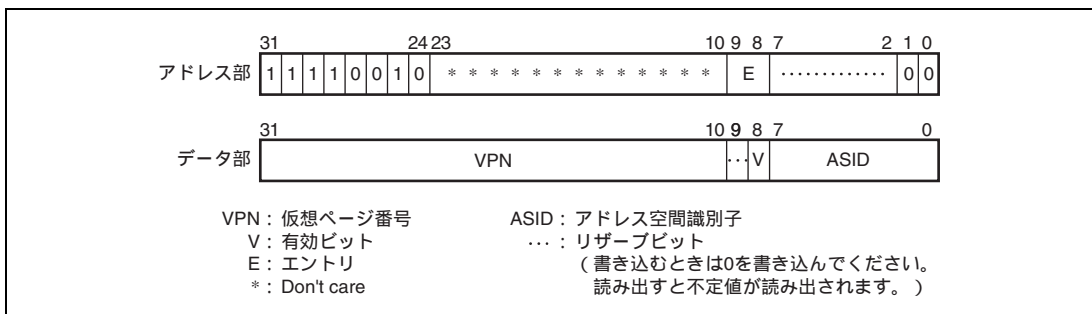 31 24 23 10 9 8 7 2 1 0
アドレス部 1 1 1 1 0 0 1 0 * * * * * * * * * * * * * E ············· 0 0
31 10 9 8 7 0
データ部 VPN ··· V ASID
VPN : 仮想ページ番号 ASID : アドレス空間識別子
V : 有効ビット ··· : リザーブビット
E : エントリ (書き込むときは0を書き込んでください。
* : Don't care 読み出すと不定値が読み出されます。)